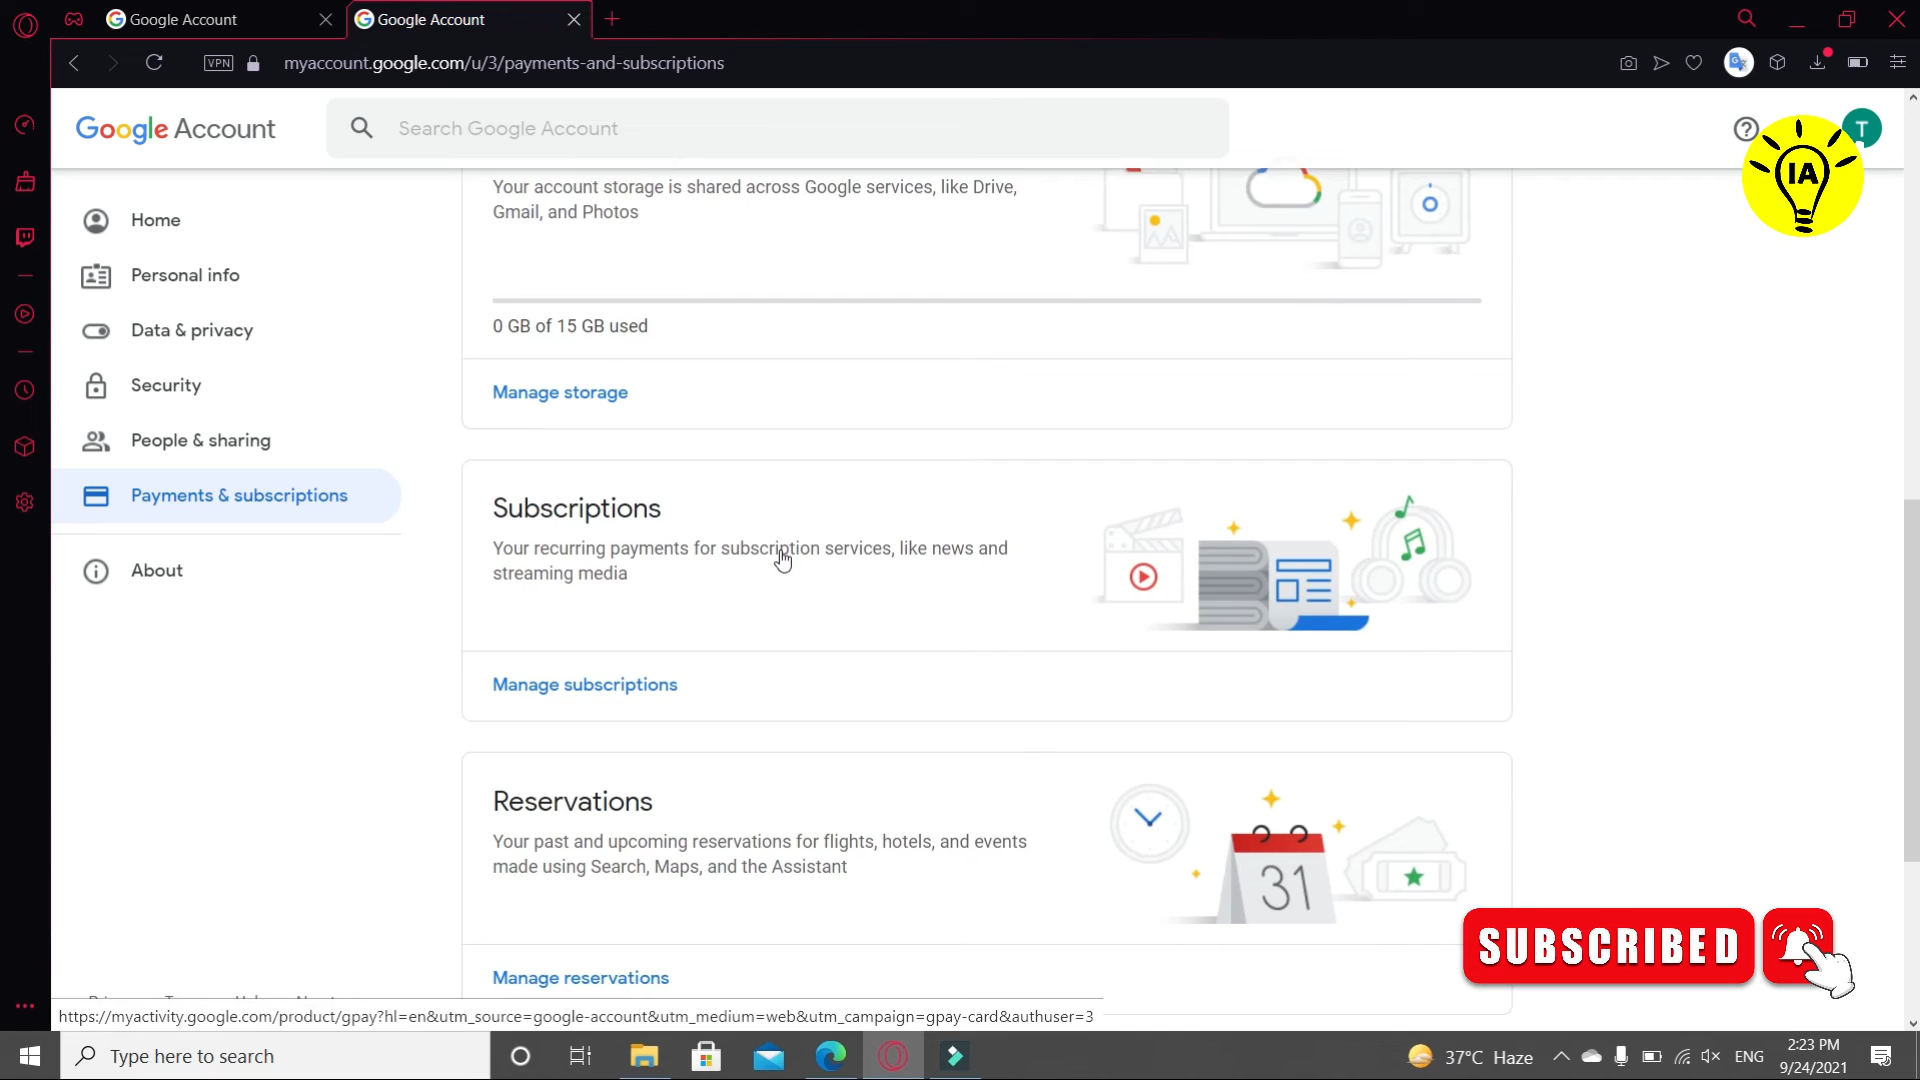 Google Account
Google Account
VPN
myaccount.google.com/u/3/payments-and-subscriptions
Google Account
Search Google Account
T
IA
Home
Personal info
Data & privacy
Security
People & sharing
Payments & subscriptions
About
Your account storage is shared across Google services, like Drive,
Gmail, and Photos
0 GB of 15 GB used
Manage storage
Subscriptions
Your recurring payments for subscription services, like news and
streaming media
Manage subscriptions
Reservations
Your past and upcoming reservations for flights, hotels, and events
made using Search, Maps, and the Assistant
31
Manage reservations
SUBSCRIBED
https://myactivity.google.com/product/gpay?hl=en&utm_source=google-account&utm_medium=web&utm_campaign=gpay-card&authuser=3
Type here to search
37°C Haze
ENG
2:23 PM
9/24/2021